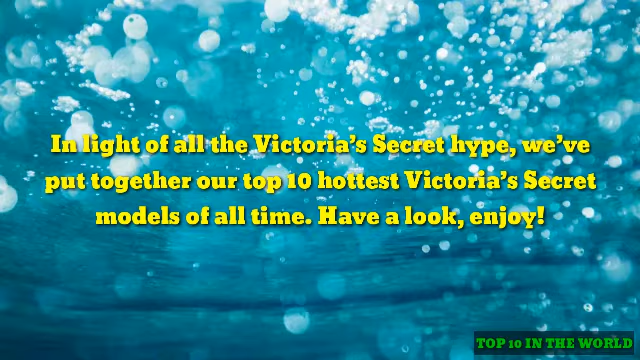 In light of all the Victoria’s Secret hype, we’ve
put together our top 10 hottest Victoria’s Secret
models of all time. Have a look, enjoy!
TOP 10 IN THE WORLD